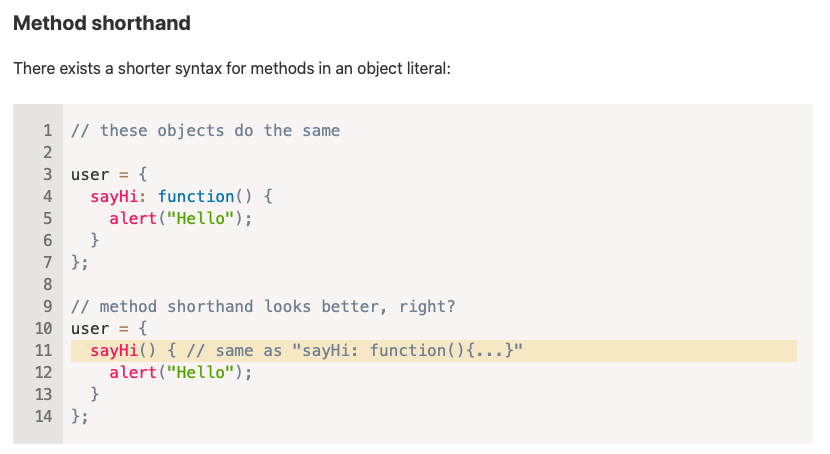 Method shorthand
There exists a shorter syntax for methods in an object literal:
1 // these objects do the same
2
3 user = {
4   sayHi: function() {
5     alert("Hello");
6   }
7 };
8
9 // method shorthand looks better, right?
10 user = {
11   sayHi() { // same as "sayHi: function(){...}"
12     alert("Hello");
13   }
14 };